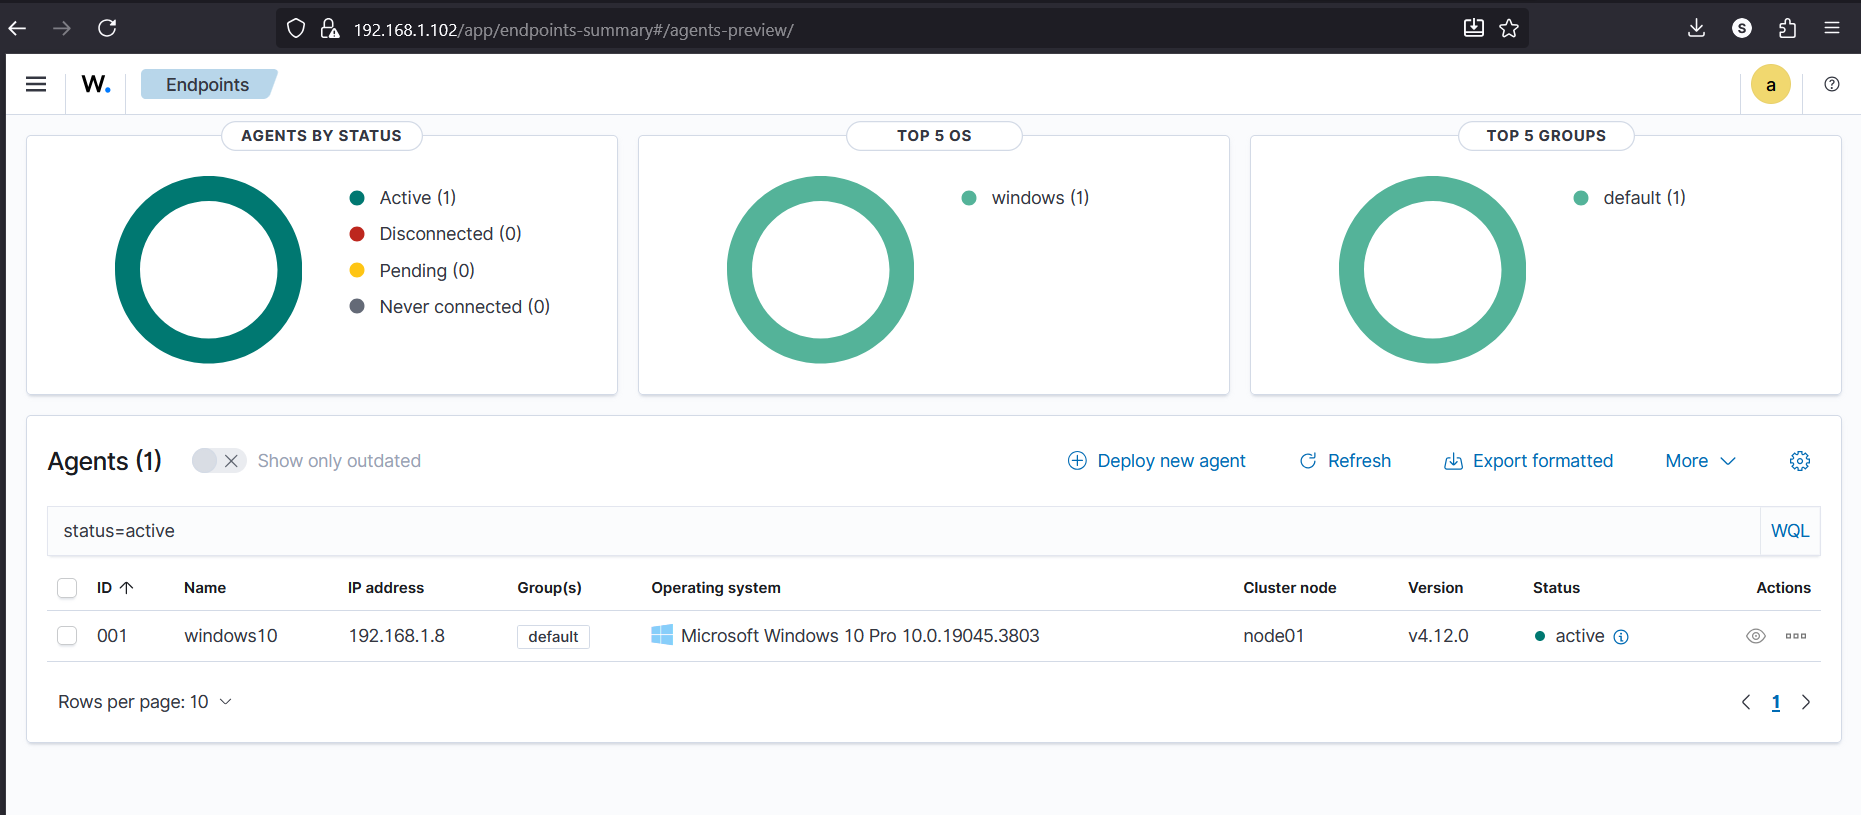 192.168.1.102/app/endpoints-summary#/agents-preview/
S
W.
Endpoints
a
AGENTS BY STATUS
Active (1)
Disconnected (0)
Pending (0)
Never connected (0)
TOP 5 OS
windows (1)
TOP 5 GROUPS
default (1)
Agents (1)
Show only outdated
Deploy new agent
Refresh
Export formatted
More
status=active
WQL
ID Name IP address Group(s) Operating system Cluster node Version Status Actions
001 windows10 192.168.1.8 default Microsoft Windows 10 Pro 10.0.19045.3803 node01 v4.12.0 active
Rows per page: 10
1